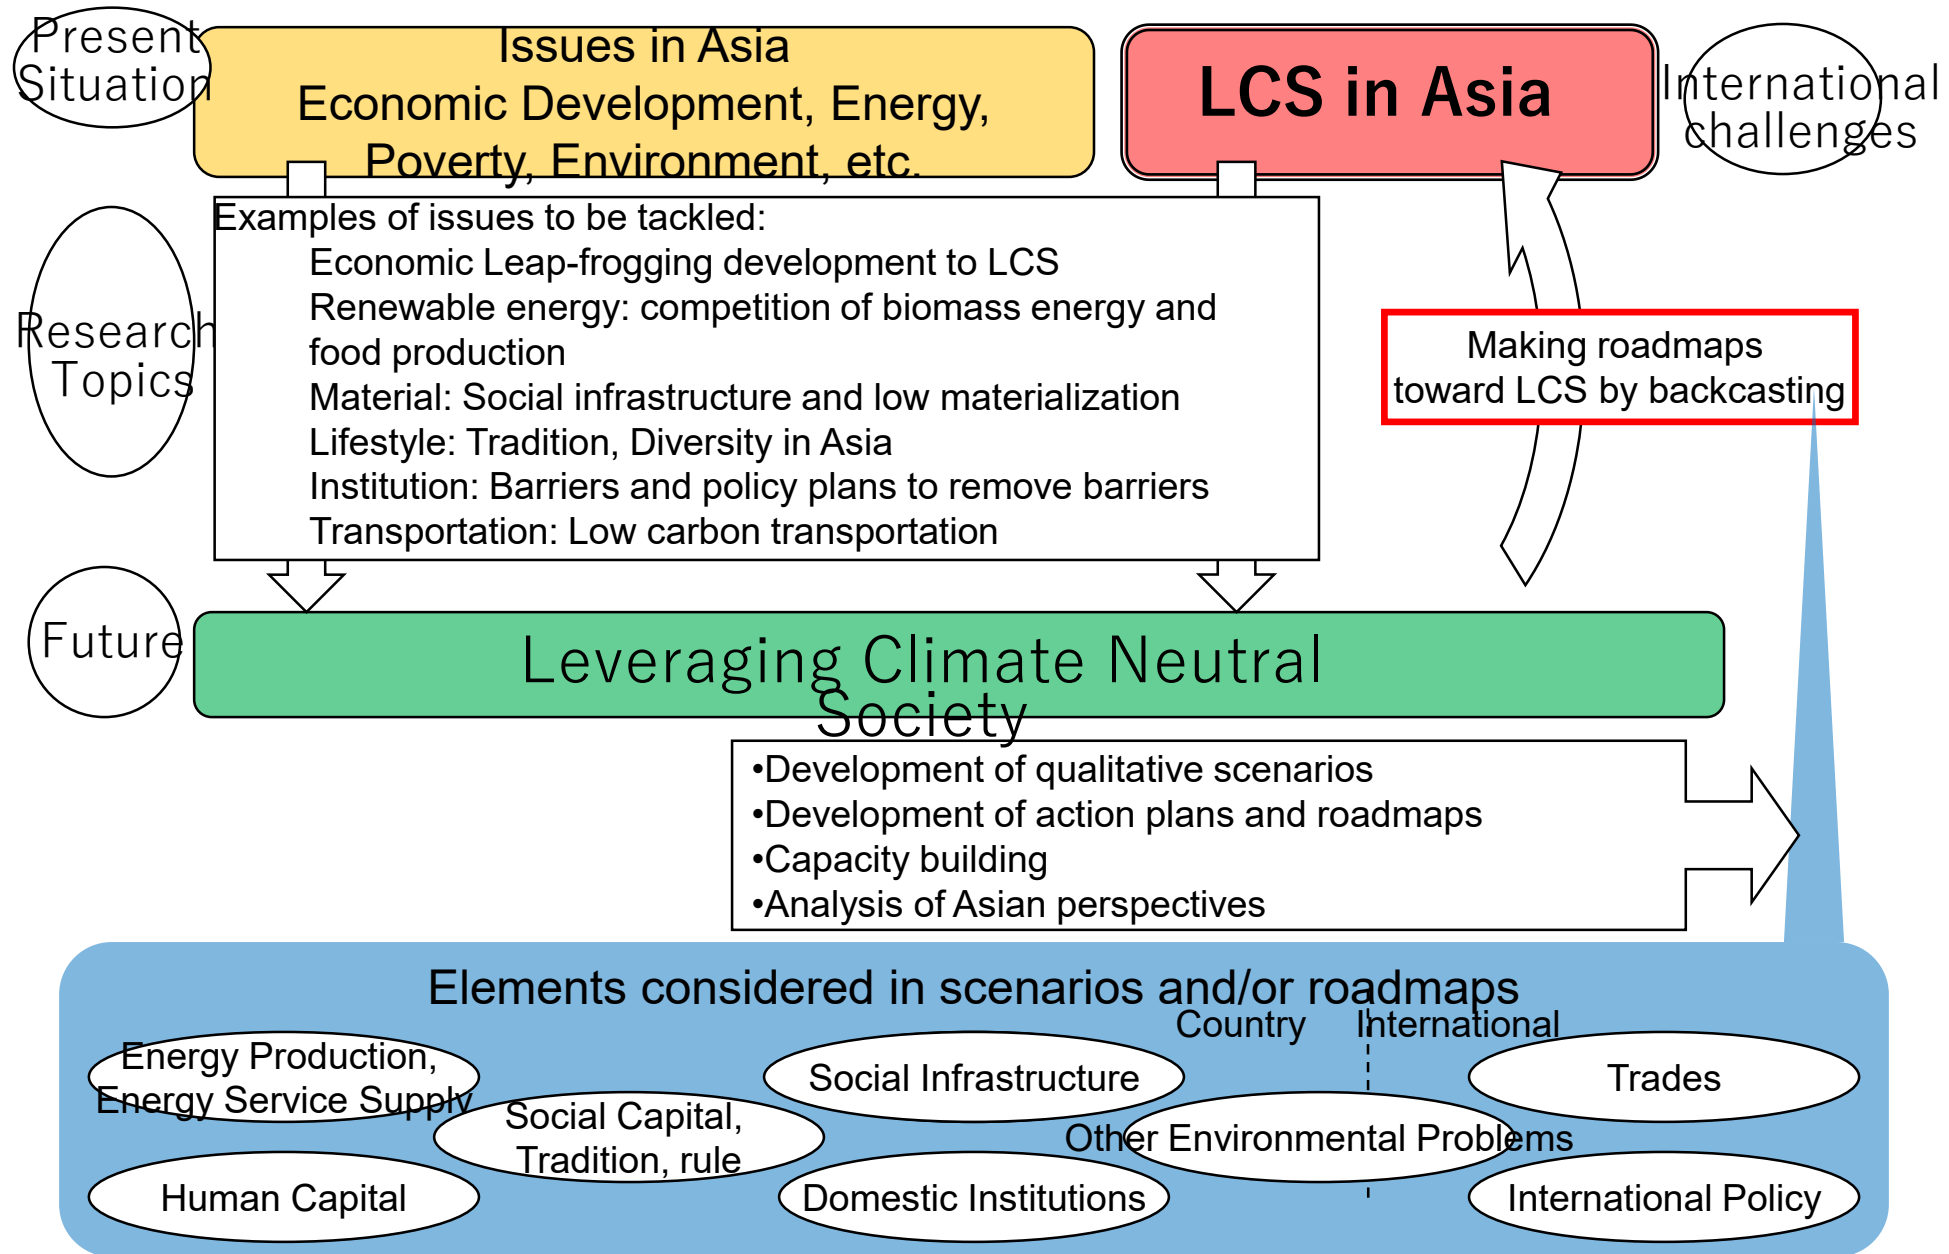 Present
Situation
Issues in Asia
Economic Development, Energy,
Poverty, Environment, etc.
LCS in Asia
International
challenges
Research
Topics
Examples of issues to be tackled:
Economic Leap-frogging development to LCS
Renewable energy: competition of biomass energy and
food production
Material: Social infrastructure and low materialization
Lifestyle: Tradition, Diversity in Asia
Institution: Barriers and policy plans to remove barriers
Transportation: Low carbon transportation
Making roadmaps
toward LCS by backcasting
Future
Leveraging Climate Neutral
Society
•Development of qualitative scenarios
•Development of action plans and roadmaps
•Capacity building
•Analysis of Asian perspectives
Elements considered in scenarios and/or roadmaps
Country
International
Energy Production,
Energy Service Supply
Social Capital,
Tradition, rule
Human Capital
Social Infrastructure
Domestic Institutions
Other Environmental Problems
Trades
International Policy